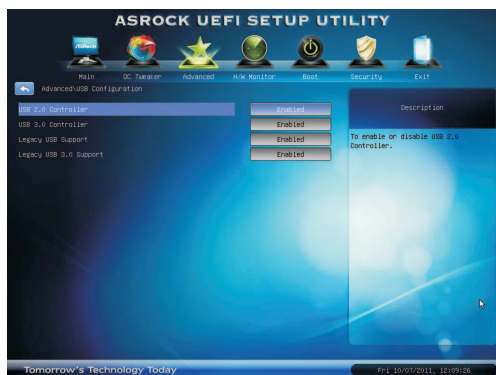 ASROCK UEFI SETUP UTILITY
ASRock
Main OC Tweaker Advanced H/W Monitor Boot Security Exit
Advanced\USB Configuration
USB 2.0 Controller Enabled
USB 3.0 Controller Enabled
Legacy USB Support Enabled
Legacy USB 3.0 Support Enabled
Description
To enable or disable USB 2.0
Controller.
Tomorrow's Technology Today
Fri 10/07/2011, 12:09:26